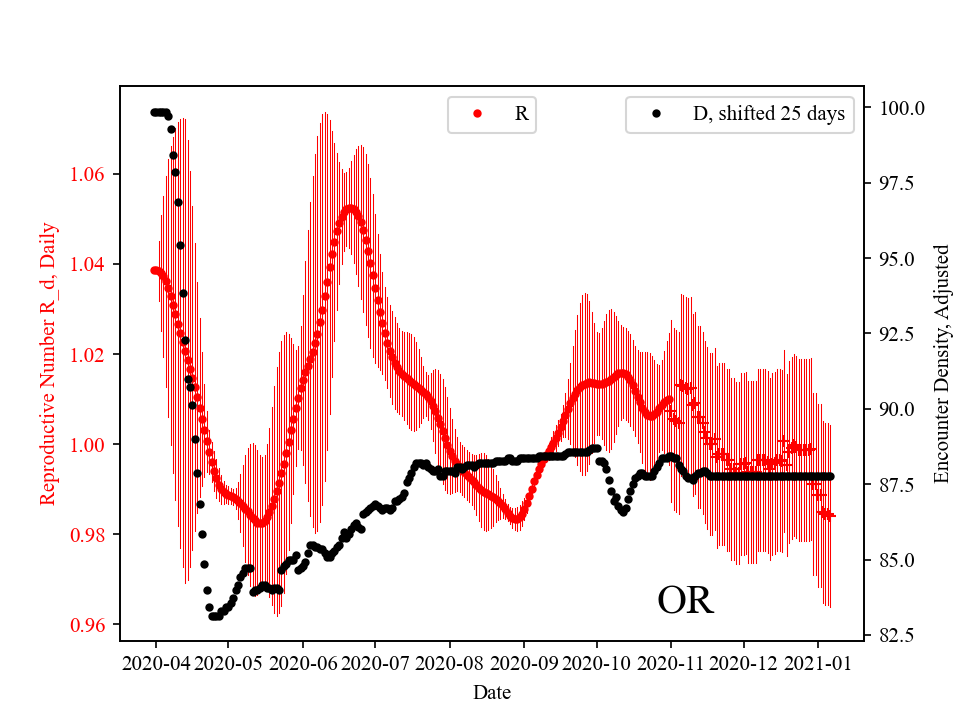 R
D, shifted 25 days
1.06
1.04
1.02
1.00
0.98
0.96
Reproductive Number R_d, Daily
100.0
97.5
95.0
92.5
90.0
87.5
85.0
82.5
Encounter Density, Adjusted
OR
2020-04 2020-05 2020-06 2020-07 2020-08 2020-09 2020-10 2020-11 2020-12 2021-01
Date